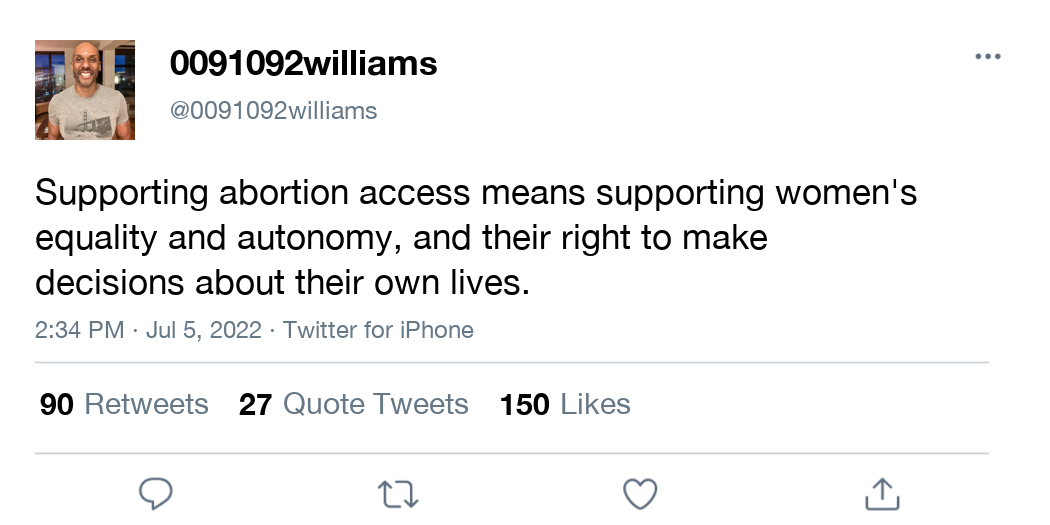 0091092williams
@0091092williams
Supporting abortion access means supporting women's
equality and autonomy, and their right to make
decisions about their own lives.
2:34 PM · Jul 5, 2022 · Twitter for iPhone
90 Retweets 27 Quote Tweets 150 Likes